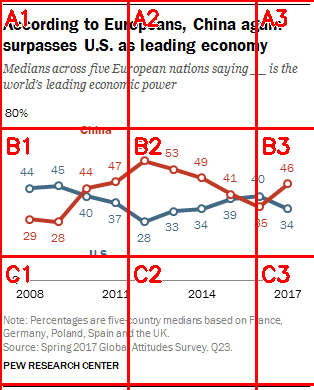 According to Europeans, China again
surpasses U.S. as leading economy
Medians across five European nations saying __ is the
world's leading economic power
80%
China
44 45 44 47 53 49 41 40 46
29 28 40 37 28 33 34 39 35 34
U.S.
2008 2011 2014 2017
Note: Percentages are five-country medians based on France,
Germany, Poland, Spain and the UK.
Source: Spring 2017 Global Attitudes Survey. Q23.
PEW RESEARCH CENTER
A1 A2 A3
B1 B2 B3
C1 C2 C3